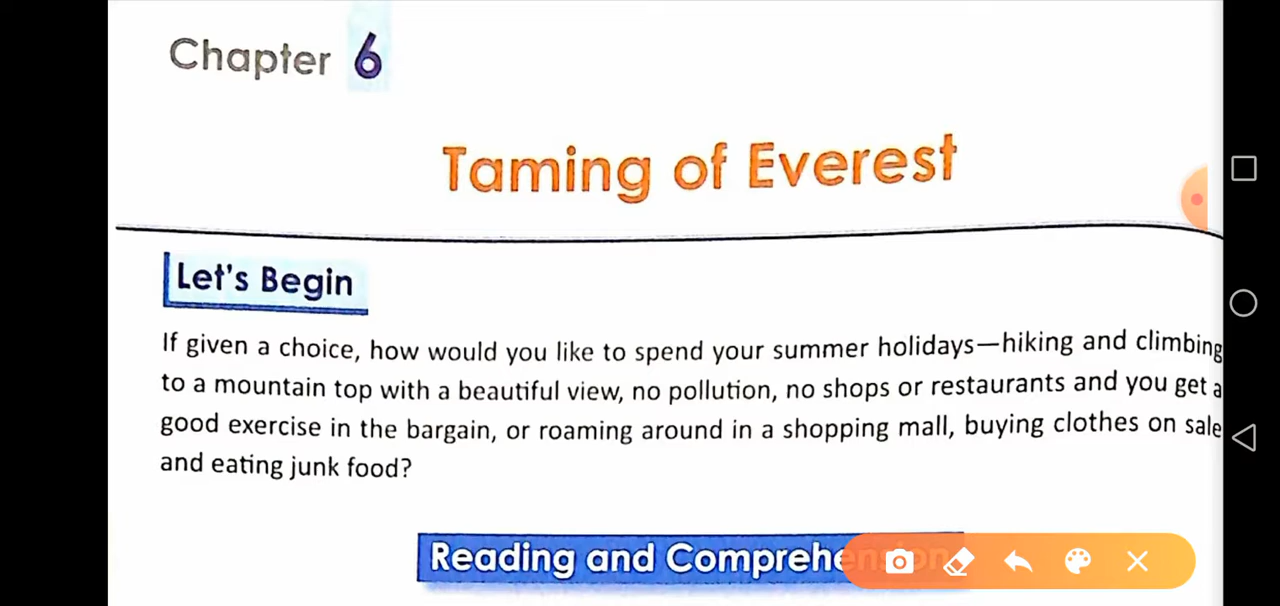 Chapter 6
Taming of Everest
Let's Begin
If given a choice, how would you like to spend your summer holidays—hiking and climbing
to a mountain top with a beautiful view, no pollution, no shops or restaurants and you get a
good exercise in the bargain, or roaming around in a shopping mall, buying clothes on sale
and eating junk food?
Reading and Comprehension